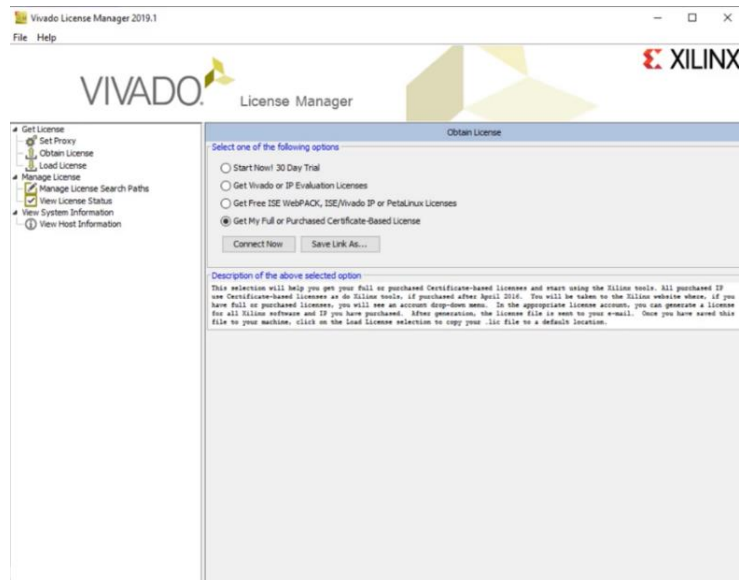 Vivado License Manager 2019.1
File Help
VIVADO. License Manager
XILINX
Get License
Set Proxy
Obtain License
Load License
Manage License
Manage License Search Paths
View License Status
View System Information
View Host Information
Obtain License
Select one of the following options
Start Now! 30 Day Trial
Get Vivado or IP Evaluation Licenses
Get Free ISE WebPACK, ISE/Vivado IP or PetaLinux Licenses
Get My Full or Purchased Certificate-Based License
Connect Now Save Link As...
Description of the above selected option
This selection will help you get your full or purchased Certificate-based licenses and start using the Xilinx tools. All purchased IP
use Certificate-based licenses as do Xilinx tools, if purchased after April 2016. You will be taken to the Xilinx website where, if you
have full or purchased licenses, you will see an account drop-down menu. In the appropriate license account, you can generate a license
for all Xilinx software and IP you have purchased. After generation, the license file is sent to your e-mail. Once you have saved this
file to your machine, click on the Load License selection to copy your .lic file to a default location.